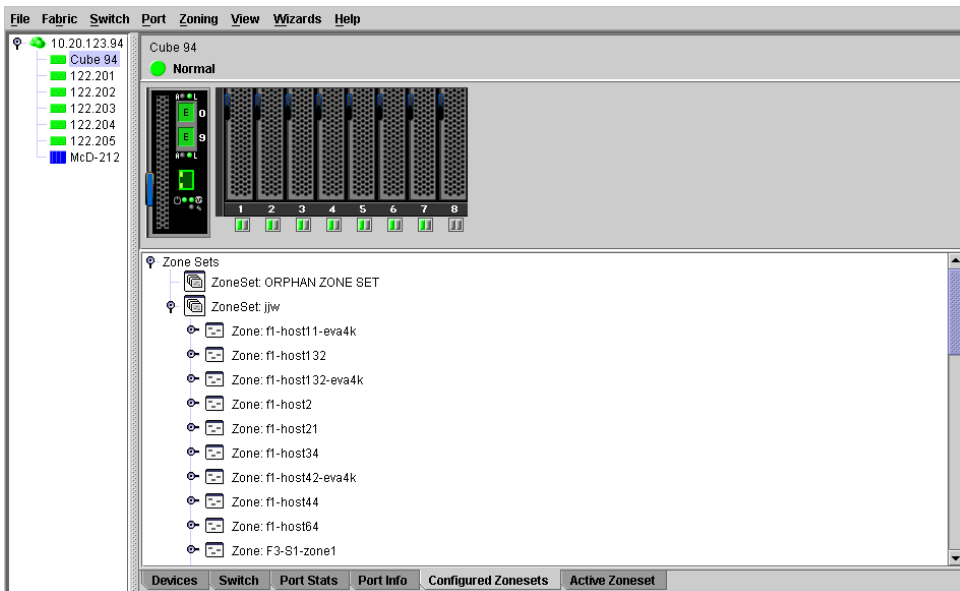 File Fabric Switch Port Zoning View Wizards Help
10.20.123.94
Cube 94
122.201
122.202
122.203
122.204
122.205
McD-212
Cube 94
Normal
A L
E 0
E 9
A L
1 2 3 4 5 6 7 8
Zone Sets
ZoneSet: ORPHAN ZONE SET
ZoneSet: jjw
Zone: f1-host11-eva4k
Zone: f1-host132
Zone: f1-host132-eva4k
Zone: f1-host2
Zone: f1-host21
Zone: f1-host34
Zone: f1-host42-eva4k
Zone: f1-host44
Zone: f1-host64
Zone: F3-S1-zone1
Devices Switch Port Stats Port Info Configured Zonesets Active Zoneset